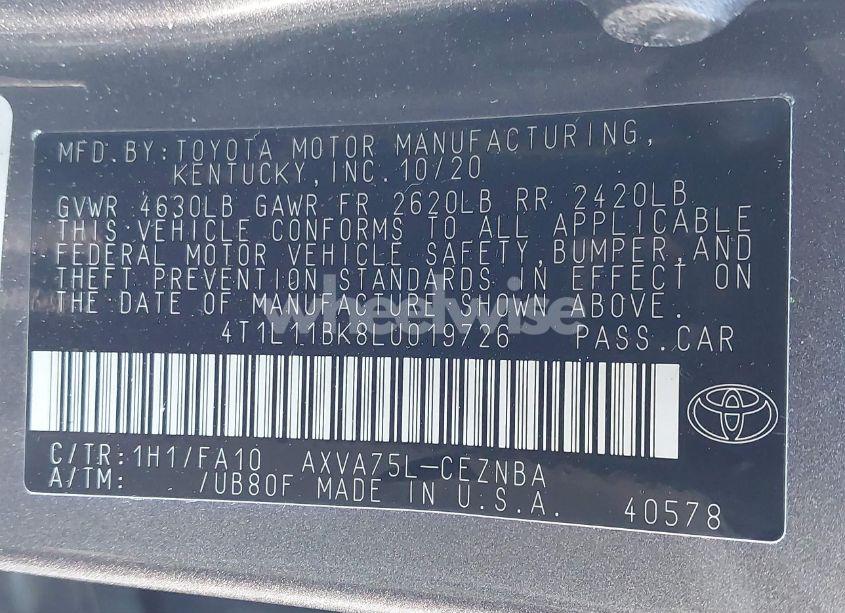 MFD.BY:TOYOTA MOTOR MANUFACTURING,
KENTUCKY, INC.10/20
GVWR 4630LB GAWR FR 2620LB RR 2420LB
THIS VEHICLE CONFORMS TO ALL APPLICABLE
FEDERAL MOTOR VEHICLE SAFETY,BUMPER,AND
THEFT PREVENTION STANDARDS IN EFFECT ON
THE DATE OF MANUFACTURE SHOWN ABOVE.
wheelwise
4T1L11BK8LU019726 PASS.CAR
C/TR:1H1/FA10 AXVA75L-CEZNBA
A/TM: /UB80F MADE IN U.S.A. 40578